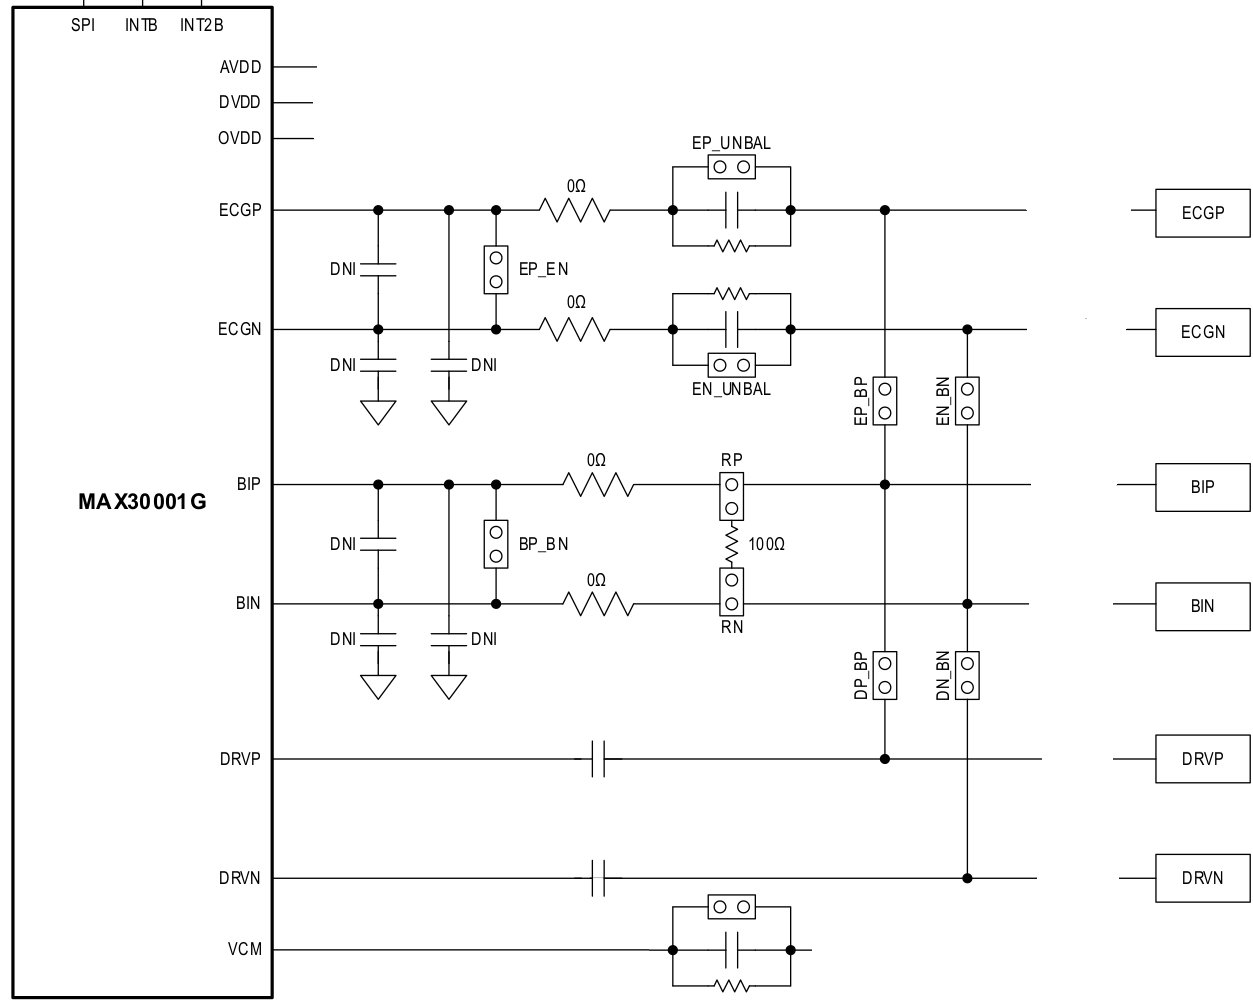 SPI INTB INT2B
AVDD
DVDD
OVDD
EP_UNBAL
0Ω
ECGP
ECGP
DNI
EP_EN
0Ω
ECGN
ECGN
DNI
DNI
EN_UNBAL
EP_BP
EN_BN
0Ω
RP
BIP
BIP
MAX30001G
DNI
BP_BN
100Ω
0Ω
BIN
BIN
RN
DNI
DNI
DP_BP
DN_BN
DRVP
DRVP
DRVN
DRVN
VCM